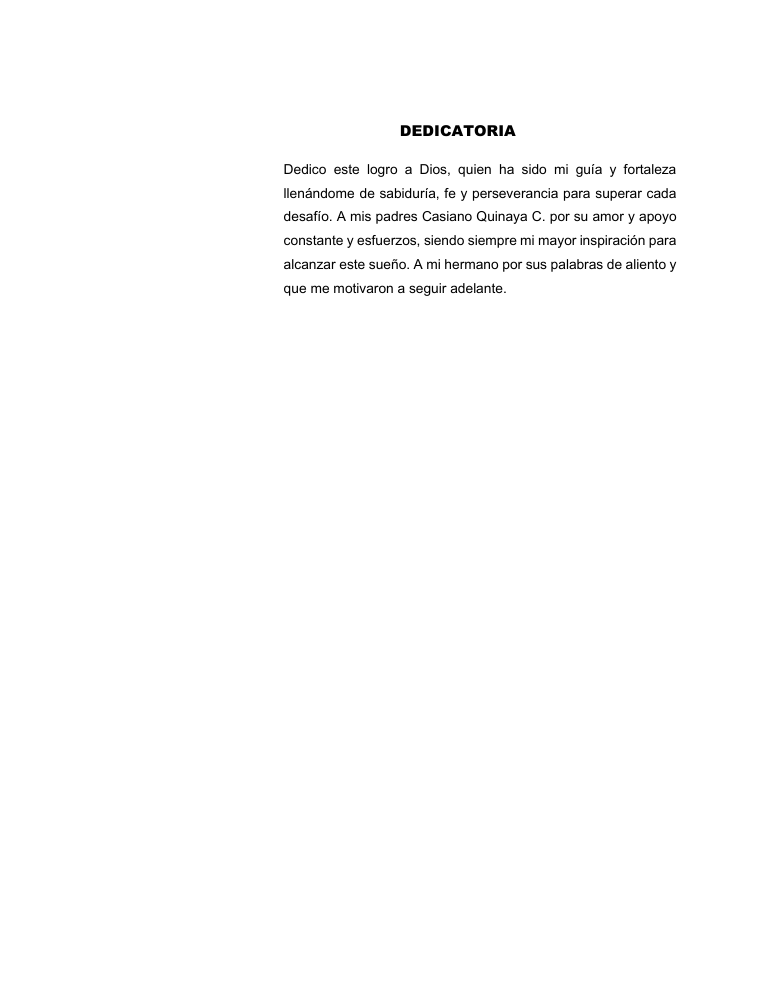 DEDICATORIA
Dedico este logro a Dios, quien ha sido mi guía y fortaleza
llenándome de sabiduría, fe y perseverancia para superar cada
desafío. A mis padres Casiano Quinaya C. por su amor y apoyo
constante y esfuerzos, siendo siempre mi mayor inspiración para
alcanzar este sueño. A mi hermano por sus palabras de aliento y
que me motivaron a seguir adelante.